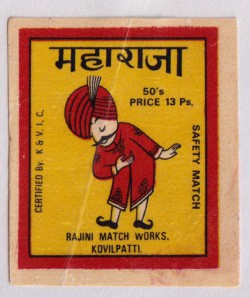 महाराजा
50's
PRICE 13 Ps.
CERTIFIED By. K & V. I. C.
SAFETY MATCH
RAJINI MATCH WORKS.
KOVILPATTI.